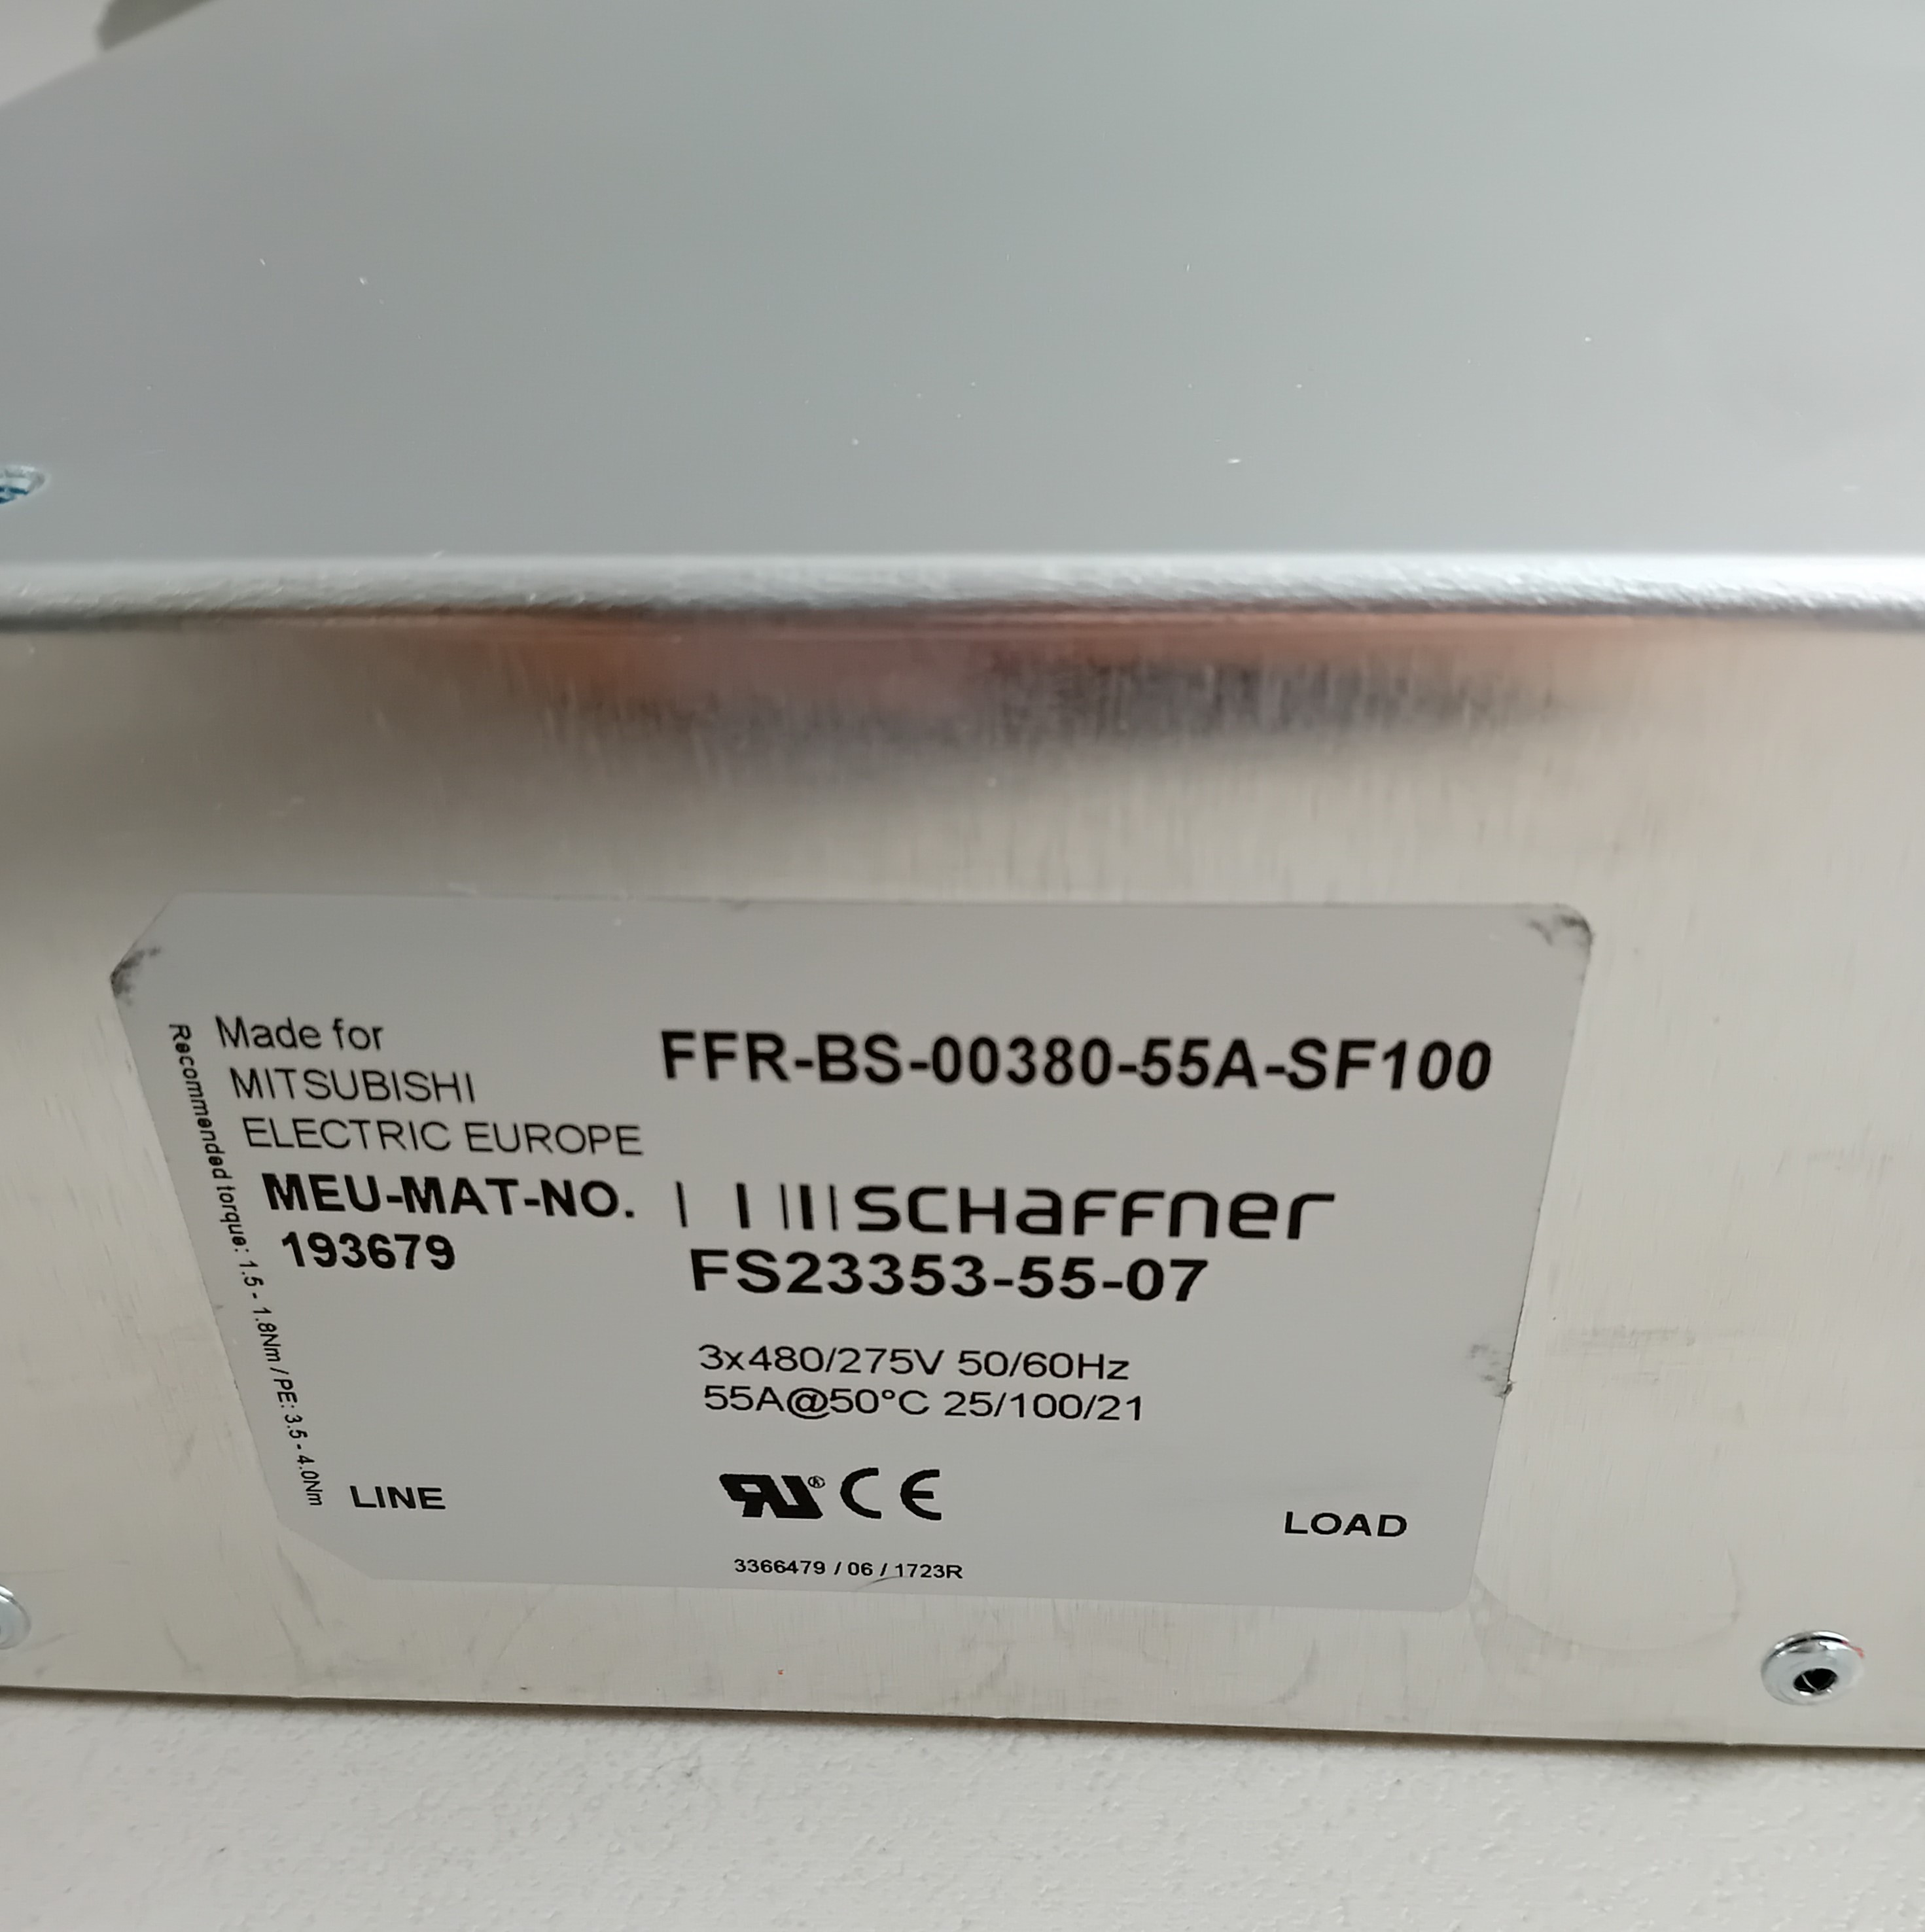 Made for
MITSUBISHI
ELECTRIC EUROPE
MEU-MAT-NO.
193679
FFR-BS-00380-55A-SF100
SCHaFFner
FS23353-55-07
3x480/275V 50/60Hz
55A@50°C 25/100/21
Recommended torque: 1.5 - 1.8Nm / PE: 3.5 - 4.0Nm
LINE
RU® CE
LOAD
3366479 / 06 / 1723R